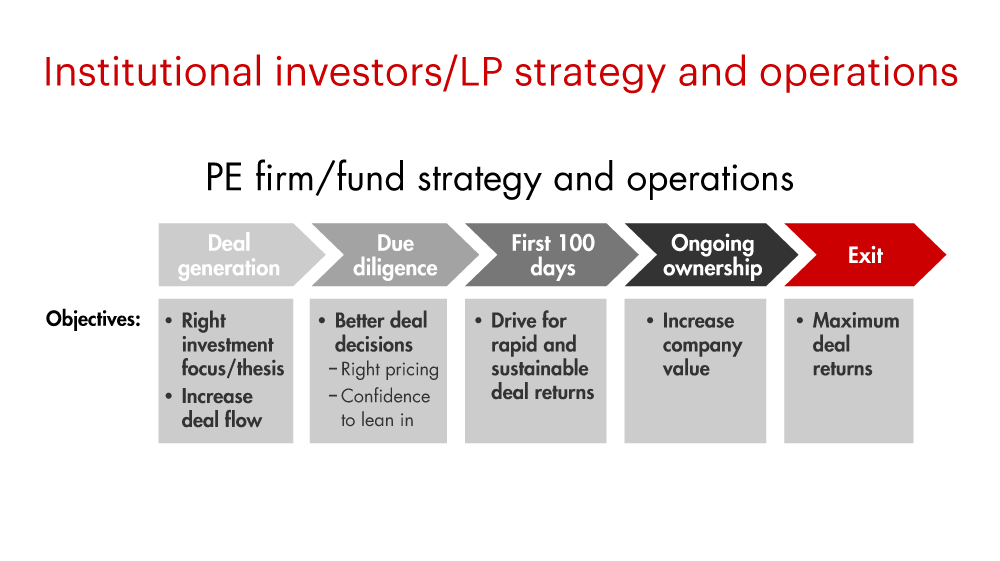 Institutional investors/LP strategy and operations
PE firm/fund strategy and operations
Deal
generation
Due
diligence
First 100
days
Ongoing
ownership
Exit
Objectives:
• Right
investment
focus/thesis
• Increase
deal flow
• Better deal
decisions
– Right pricing
– Confidence
to lean in
• Drive for
rapid and
sustainable
deal returns
• Increase
company
value
• Maximum
deal
returns